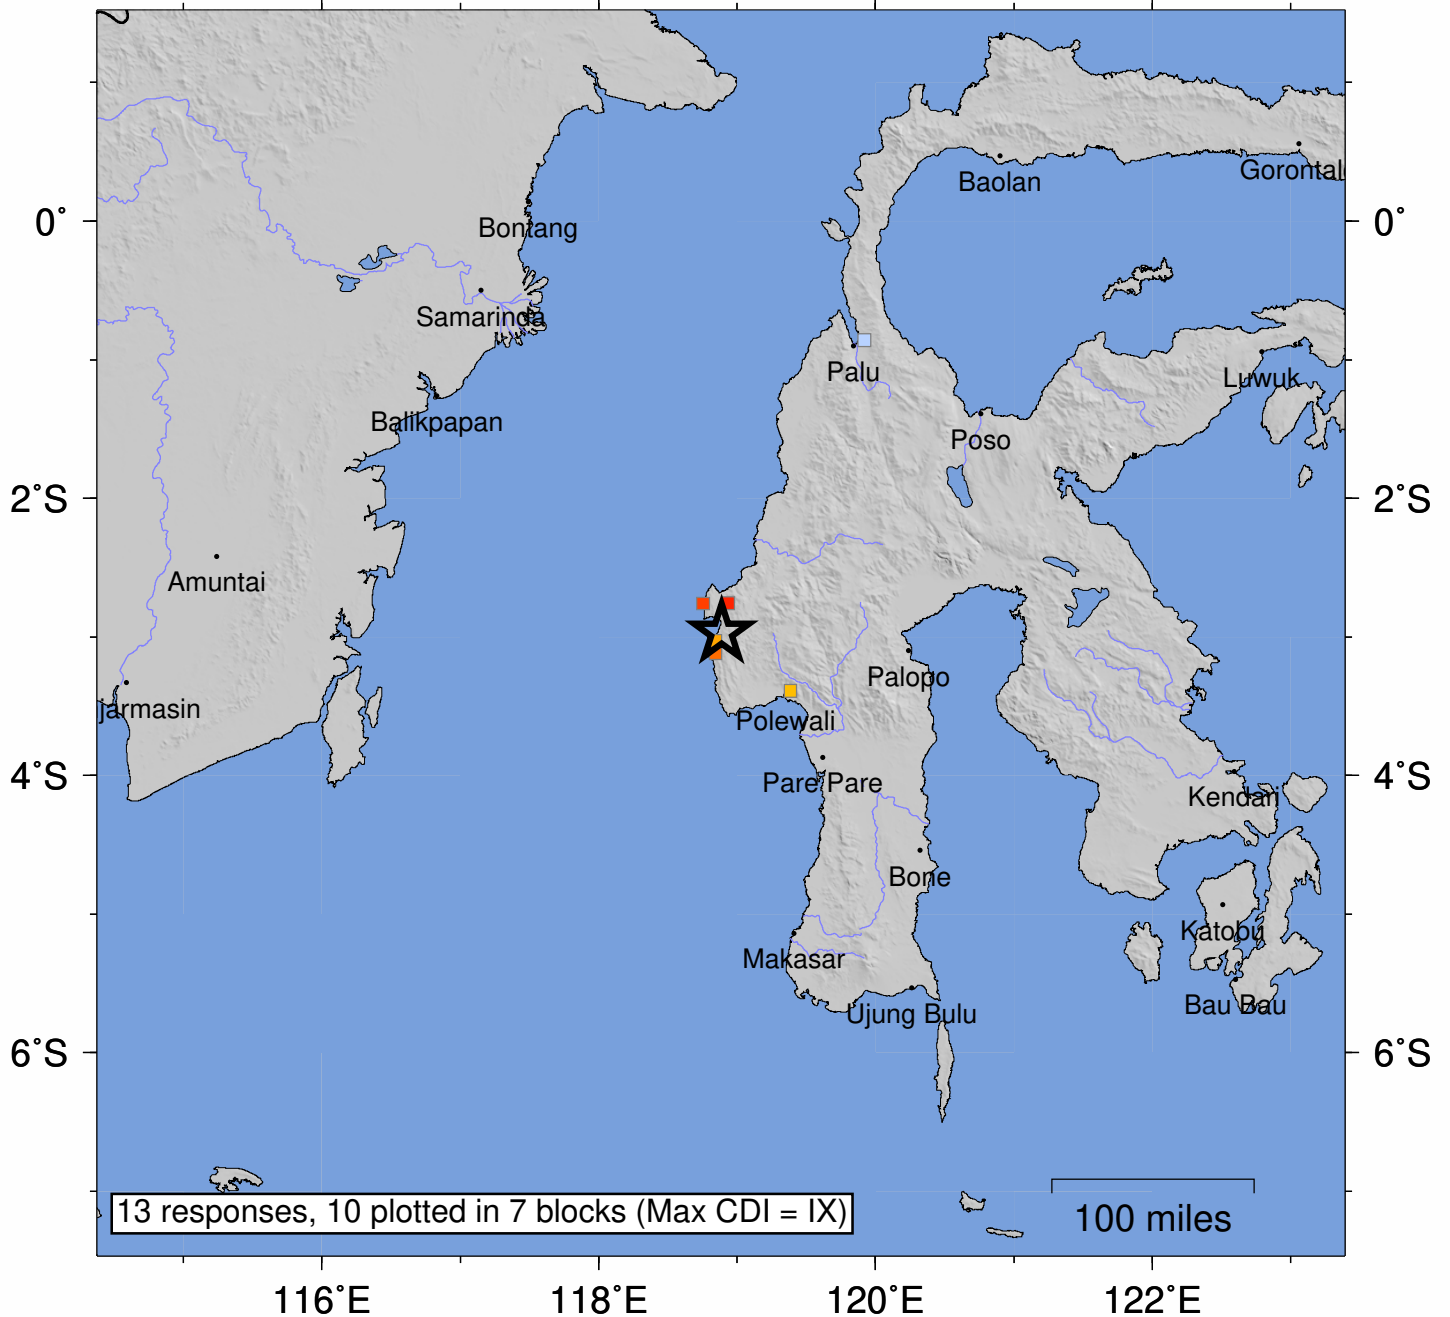 Baolan
Gorontal
0°
Bontang
0°
Samarinda
Palu
Luwuk
Balikpapan
Poso
2°S
2°S
Amuntai
Palopo
jarmasin
Polewali
4°S
Pare Pare
4°S
Kendari
Bone
Katobu
Makasar
Bau Bau
Ujung Bulu
6°S
6°S
13 responses, 10 plotted in 7 blocks (Max CDI = IX)
100 miles
116°E
118°E
120°E
122°E